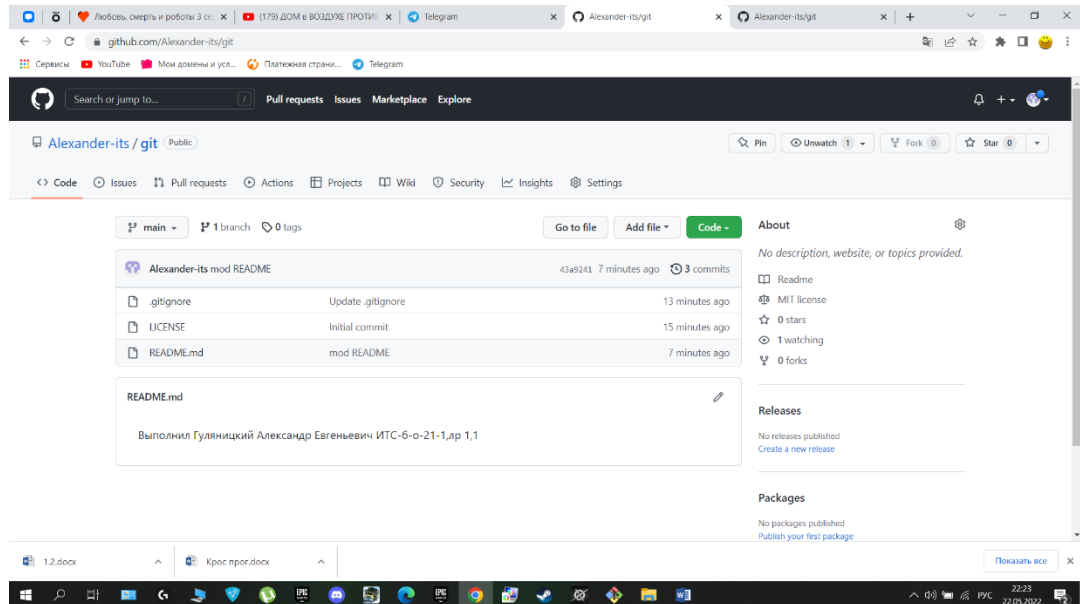 Любовь, смерть и роботы 3 се
(179) ДОМ в ВОЗДУХЕ ПРОТИВ
Telegram
Alexander-its/git
Alexander-its/git
github.com/Alexander-its/git
Сервисы
YouTube
Мои домены и усл...
Платежная страни...
Telegram
Search or jump to...
/
Pull requests
Issues
Marketplace
Explore
Alexander-its / git
Public
Pin
Unwatch 1
Fork 0
Star 0
Code
Issues
Pull requests
Actions
Projects
Wiki
Security
Insights
Settings
main
1 branch
0 tags
Go to file
Add file
Code
Alexander-its mod README
43a9241 7 minutes ago
3 commits
.gitignore
Update .gitignore
13 minutes ago
LICENSE
Initial commit
15 minutes ago
README.md
mod README
7 minutes ago
README.md
Выполнил Гуляницкий Александр Евгеньевич ИТС-б-о-21-1,лр 1,1
About
No description, website, or topics provided.
Readme
MIT license
0 stars
1 watching
0 forks
Releases
No releases published
Create a new release
Packages
No packages published
Publish your first package
1.2.docx
Крос прог.docx
Показать все
РУС
22:23
22.05.2022